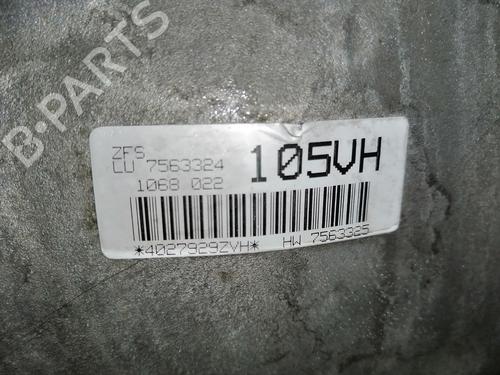 B-PARTS
ZFS
LU 7563324
105VH
1068 022
*4027929ZVH* HW 7563325